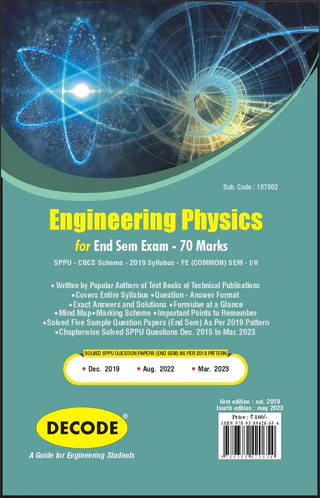 Sub. Code : 107002
Engineering Physics
for End Sem Exam - 70 Marks
SPPU - CBCS Scheme - 2019 Syllabus - FE (COMMON) SEM - I/II
• Written by Popular Authors of Text Books of Technical Publications
• Covers Entire Syllabus • Question - Answer Format
• Exact Answers and Solutions • Formulae at a Glance
• Mind Map • Marking Scheme • Important Points to Remember
• Solved Five Sample Question Papers (End Sem) As Per 2019 Pattern
• Chapterwise Solved SPPU Questions Dec. 2015 to Mar. 2023
SOLVED SPPU QUESTION PAPERS (END SEM) AS PER 2019 PATTERN
• Dec. 2019 • Aug. 2022 • Mar. 2023
first edition : oct. 2019
fourth edition : may 2023
Price : ₹ 160/-
DECODE®
A Guide for Engineering Students